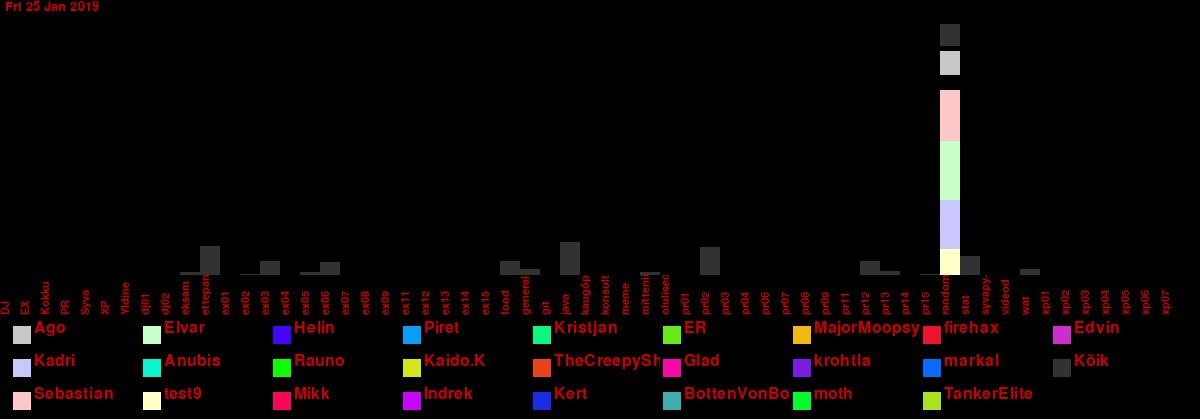 Fri 25 Jan 2019
DJ EX Kokku PR Syva XP Yldine dj01 dj02 eksam ettepan ex01 ex02 ex03 ex04 ex05 ex06 ex07 ex08 ex09 ex10 ex11 ex12 ex13 ex14 ex15 food general git java kaugõp konsult meme mitteni olulised pr01 pr02 pr03 pr04 pr06 pr07 pr08 pr09 pr11 pr12 pr13 pr14 pr15 random stat syvapy- videod wat xp01 xp02 xp03 xp04 xp05 xp06 xp07
Ago Elvar Helin Piret Kristjan ER MajorMoopsy firehax Edvin
Kadri Anubis Rauno Kaido.K TheCreepySh Glad krohtla markal Kõik
Sebastian test9 Mikk Indrek Kert BottenVonBo moth TankerElite